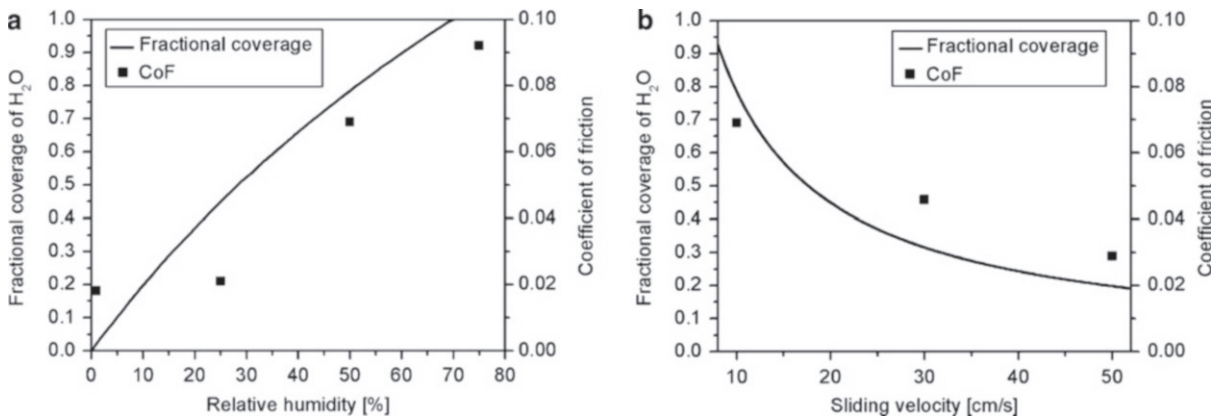 a
Fractional coverage
CoF
Fractional coverage of H₂O
1.0
0.9
0.8
0.7
0.6
0.5
0.4
0.3
0.2
0.1
0.0
0 10 20 30 40 50 60 70 80
Relative humidity [%]
0.10
0.08
0.06
0.04
0.02
0.00
Coefficient of friction
b
Fractional coverage
CoF
Fractional coverage of H₂O
1.0
0.9
0.8
0.7
0.6
0.5
0.4
0.3
0.2
0.1
0.0
10 20 30 40 50
Sliding velocity [cm/s]
0.10
0.08
0.06
0.04
0.02
0.00
Coefficient of friction